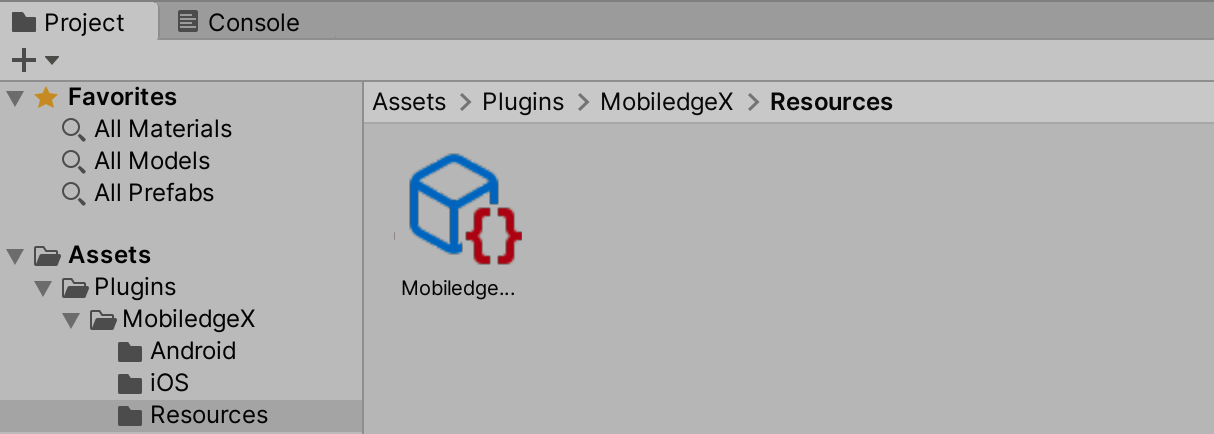 Project
Console
Favorites
All Materials
All Models
All Prefabs
Assets
Plugins
MobiledgeX
Android
iOS
Resources
Assets > Plugins > MobiledgeX > Resources
{}
Mobiledge...